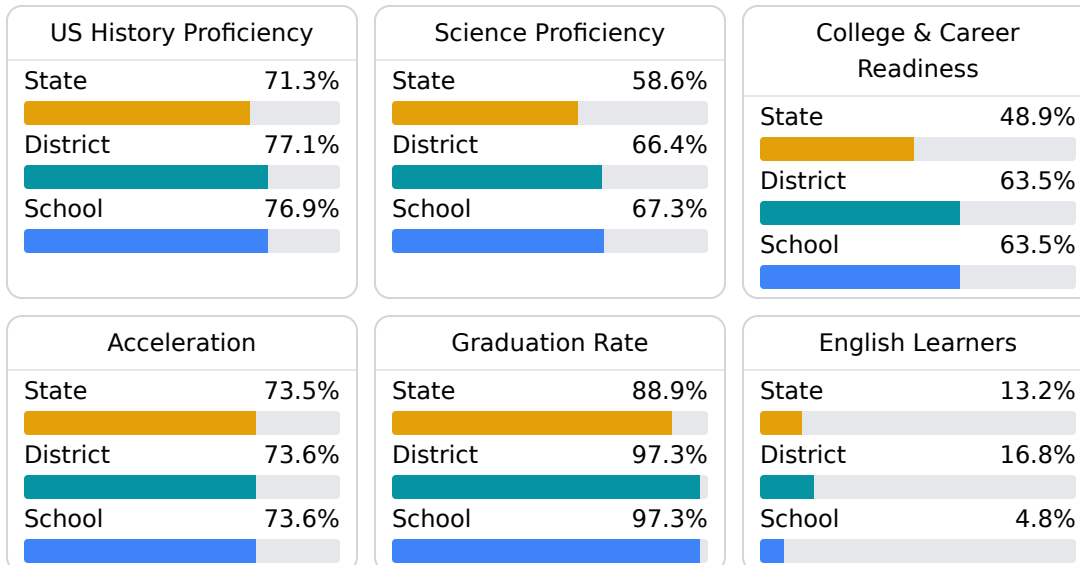 US History Proficiency
State 71.3%
District 77.1%
School 76.9%
Science Proficiency
State 58.6%
District 66.4%
School 67.3%
College & Career
Readiness
State 48.9%
District 63.5%
School 63.5%
Acceleration
State 73.5%
District 73.6%
School 73.6%
Graduation Rate
State 88.9%
District 97.3%
School 97.3%
English Learners
State 13.2%
District 16.8%
School 4.8%